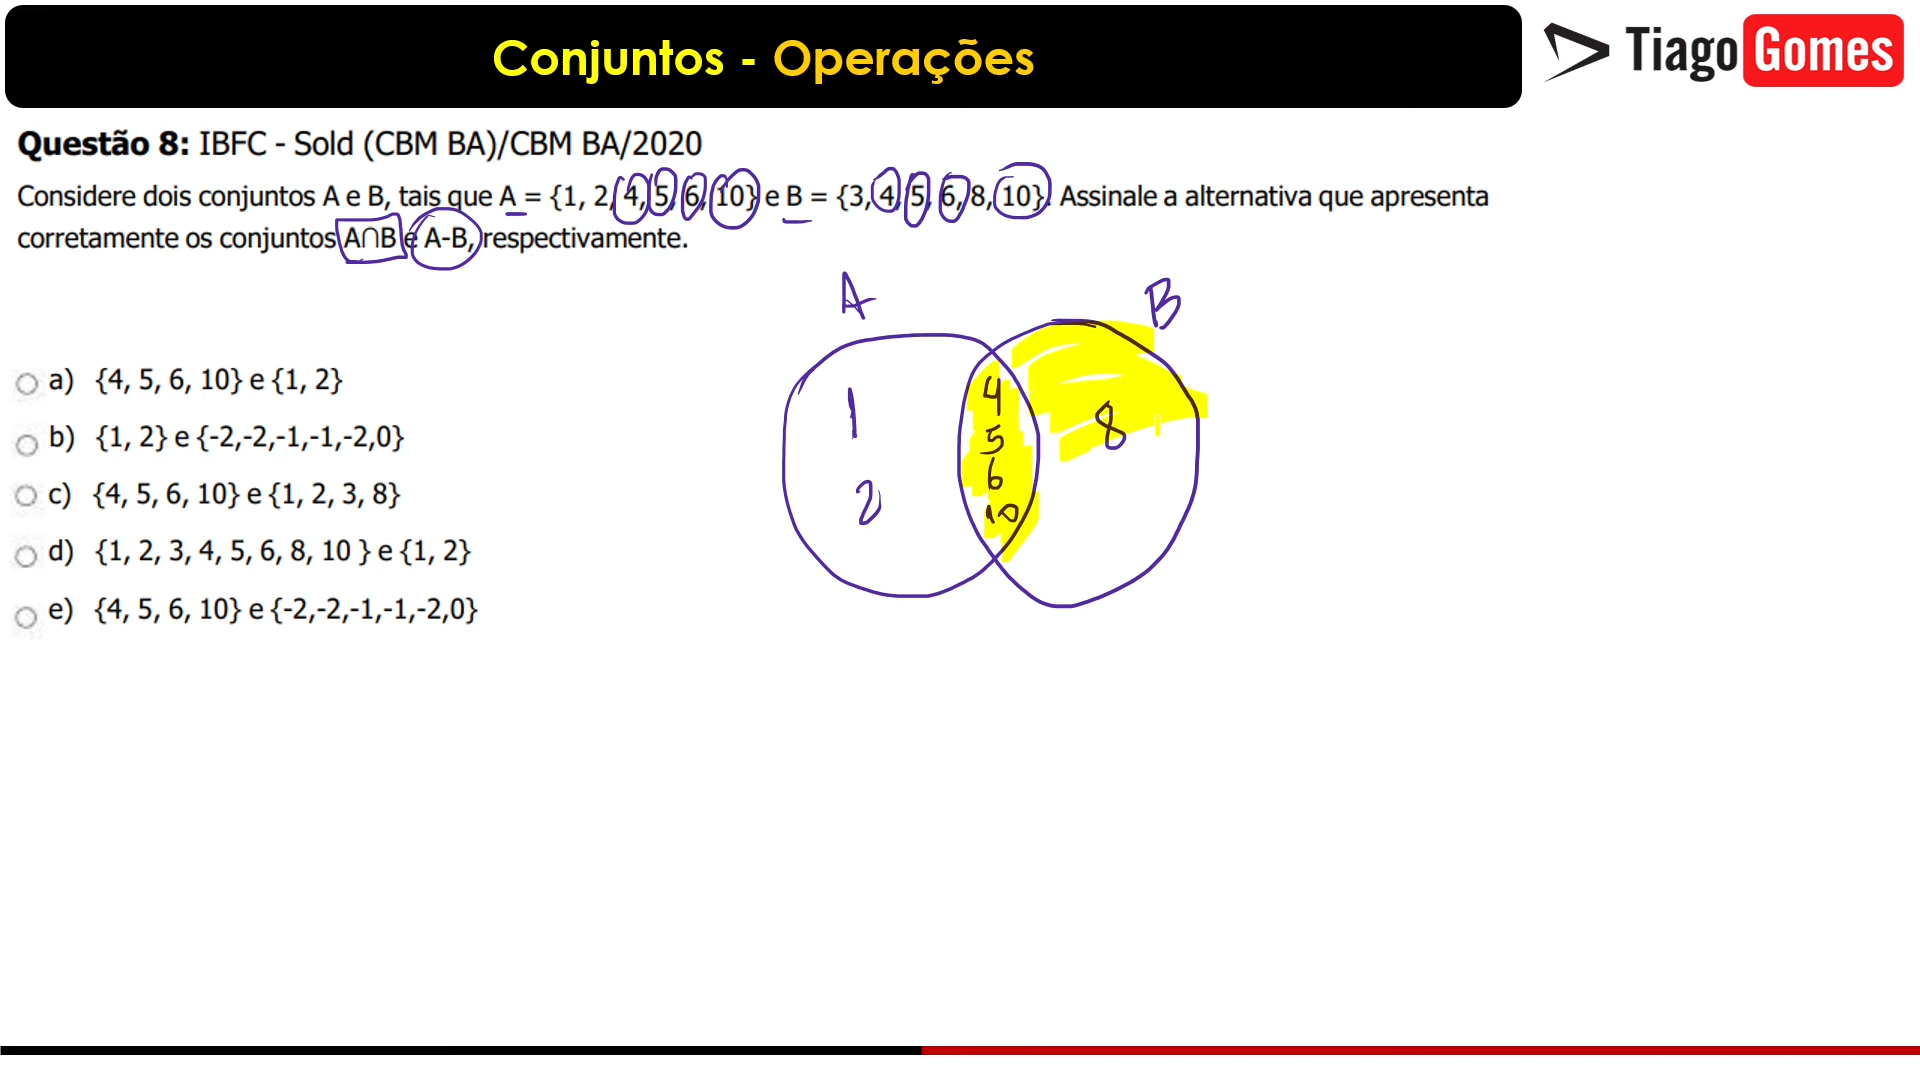 Conjuntos - Operações
Tiago Gomes
Questão 8: IBFC - Sold (CBM BA)/CBM BA/2020
Considere dois conjuntos A e B, tais que A = {1, 2, 4, 5, 6, 10} e B = {3, 4, 5, 6, 8, 10}. Assinale a alternativa que apresenta
corretamente os conjuntos A∩B e A-B, respectivamente.
a) {4, 5, 6, 10} e {1, 2}
b) {1, 2} e {-2,-2,-1,-1,-2,0}
c) {4, 5, 6, 10} e {1, 2, 3, 8}
d) {1, 2, 3, 4, 5, 6, 8, 10 } e {1, 2}
e) {4, 5, 6, 10} e {-2,-2,-1,-1,-2,0}
A B
1 4 8
5
2 6
10